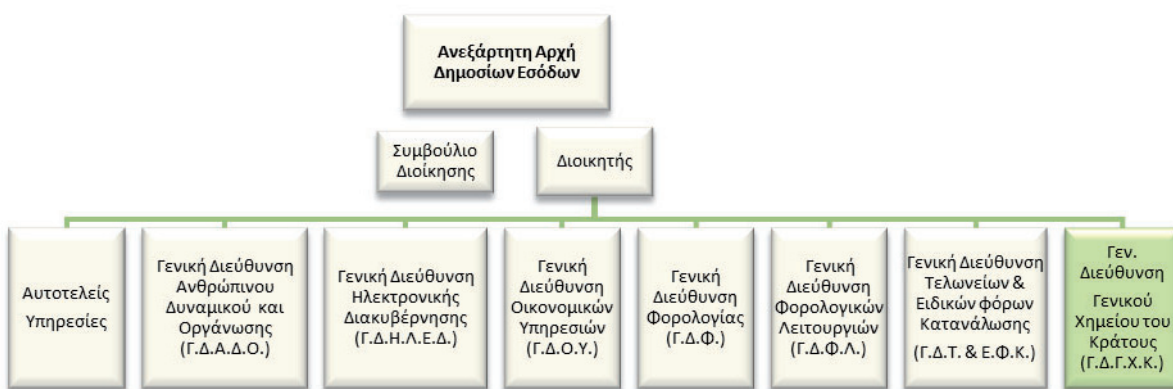 Ανεξάρτητη Αρχή
Δημοσίων Εσόδων
Συμβούλιο
Διοίκησης
Διοικητής
Αυτοτελείς
Υπηρεσίες
Γενική Διεύθυνση
Ανθρώπινου
Δυναμικού και
Οργάνωσης
(Γ.Δ.Α.Δ.Ο.)
Γενική Διεύθυνση
Ηλεκτρονικής
Διακυβέρνησης
(Γ.Δ.Η.Λ.Ε.Δ.)
Γενική
Διεύθυνση
Οικονομικών
Υπηρεσιών
(Γ.Δ.Ο.Υ.)
Γενική
Διεύθυνση
Φορολογίας
(Γ.Δ.Φ.)
Γενική
Διεύθυνση
Φορολογικών
Λειτουργιών
(Γ.Δ.Φ.Λ.)
Γενική Διεύθυνση
Τελωνείων &
Ειδικών φόρων
Κατανάλωσης
(Γ.Δ.Τ. & Ε.Φ.Κ.)
Γεν.
Διεύθυνση
Γενικού
Χημείου του
Κράτους
(Γ.Δ.Γ.Χ.Κ.)